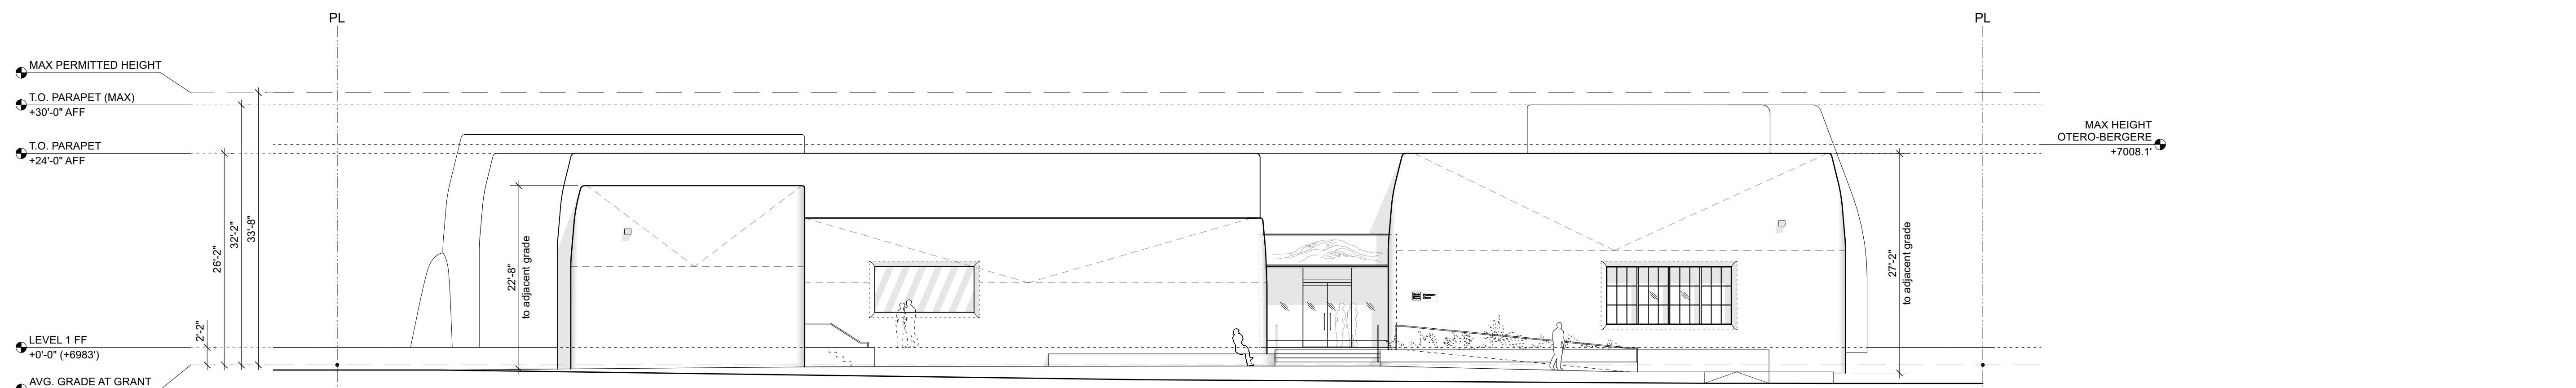 PL
PL
MAX PERMITTED HEIGHT
T.O. PARAPET (MAX)
+30'-0" AFF
T.O. PARAPET
+24'-0" AFF
MAX HEIGHT
OTERO-BERGERE
+7008.1'
33'-8"
32'-2"
26'-2"
2'-2"
22'-8"
to adjacent grade
27'-2"
to adjacent grade
LEVEL 1 FF
+0'-0" (+6983')
AVG. GRADE AT GRANT